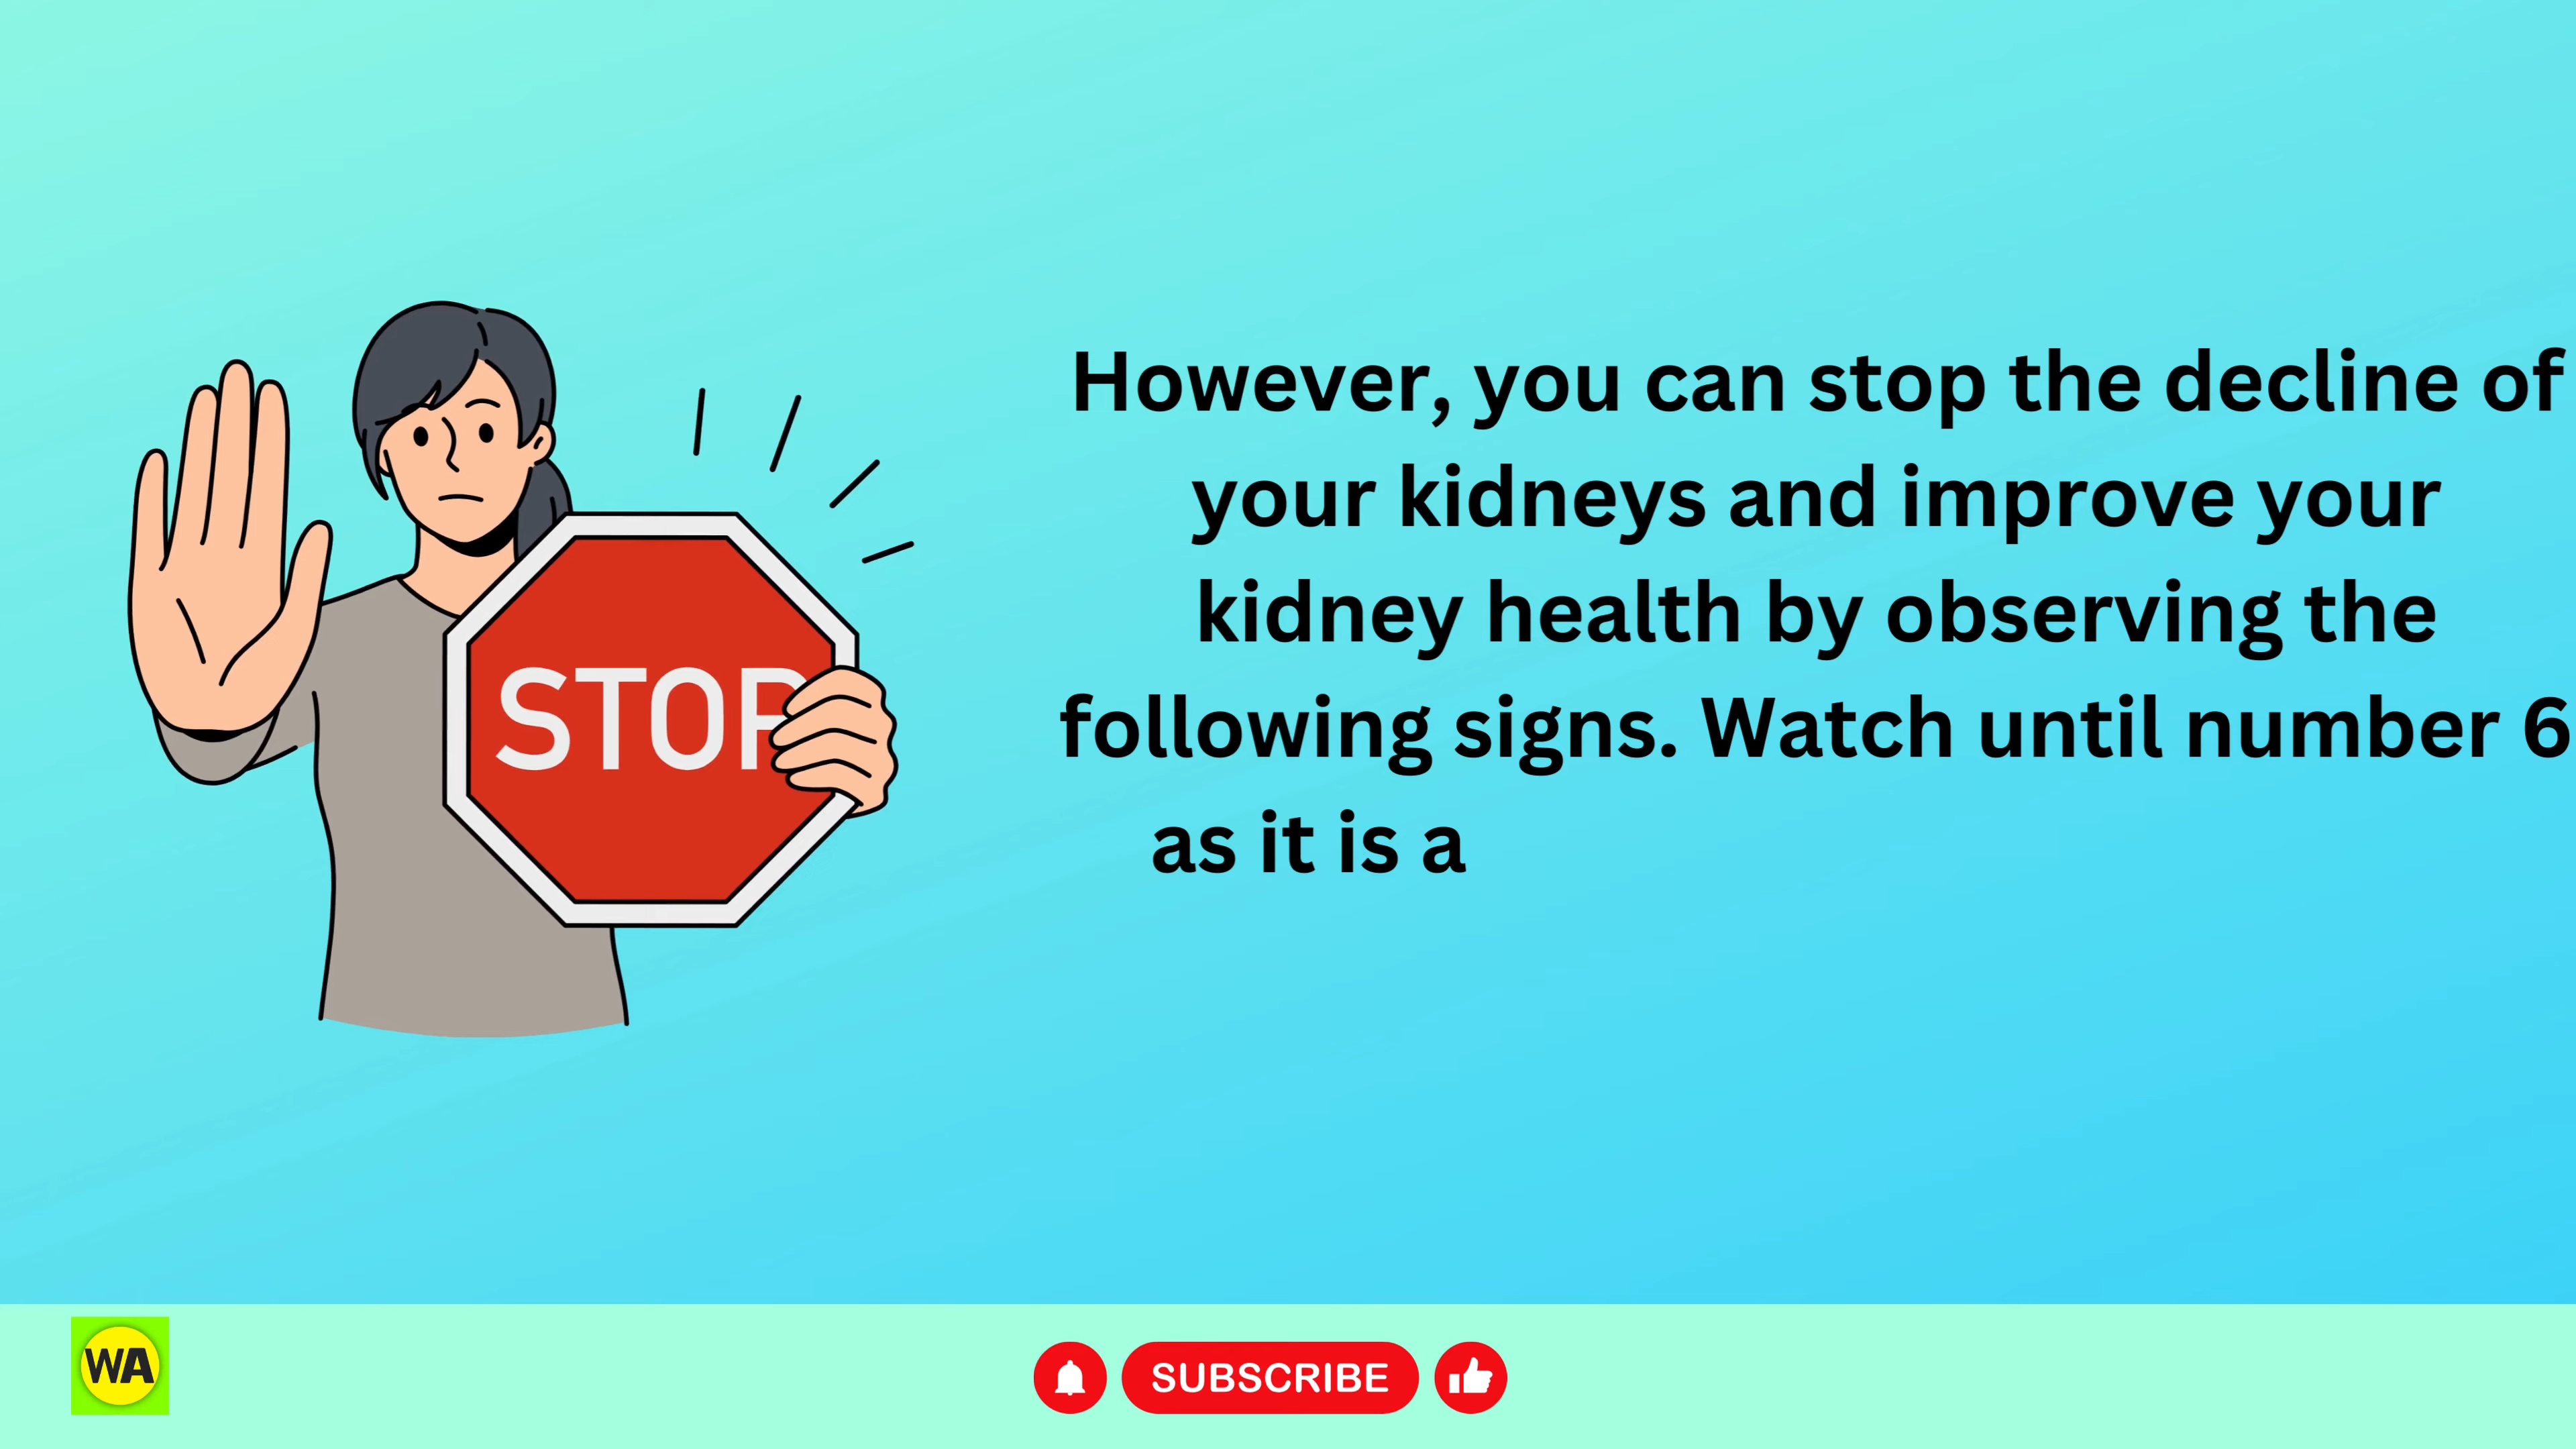 However, you can stop the decline of
your kidneys and improve your
kidney health by observing the
following signs. Watch until number 6
as it is a
STOP
WA
SUBSCRIBE